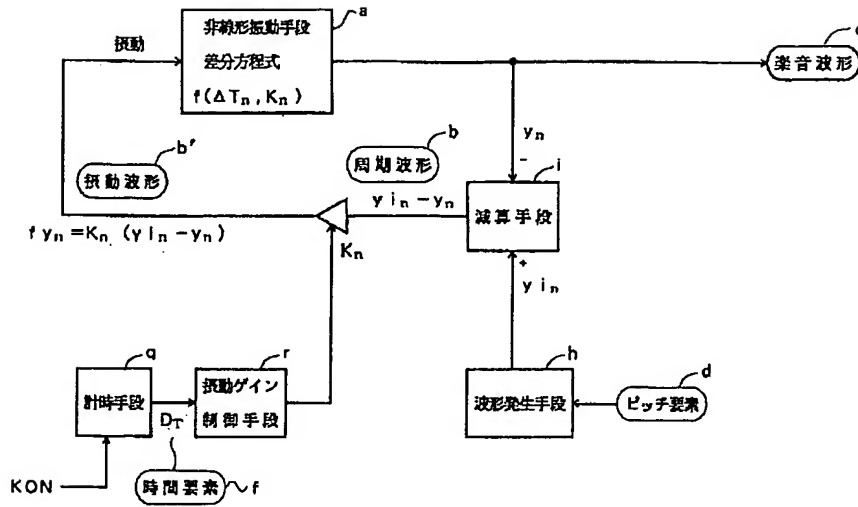 非線形振動手段
差分方程式
f(ΔTn, Kn)
a
摂動
楽音波形
c
b'
摂動波形
周期波形
b
yn
-
i
yin-yn
減算手段
fyn=Kn (yin-yn)
Kn
+
yin
q
計時手段
r
摂動ゲイン
制御手段
DT
h
波形発生手段
d
ピッチ要素
KON
時間要素
f